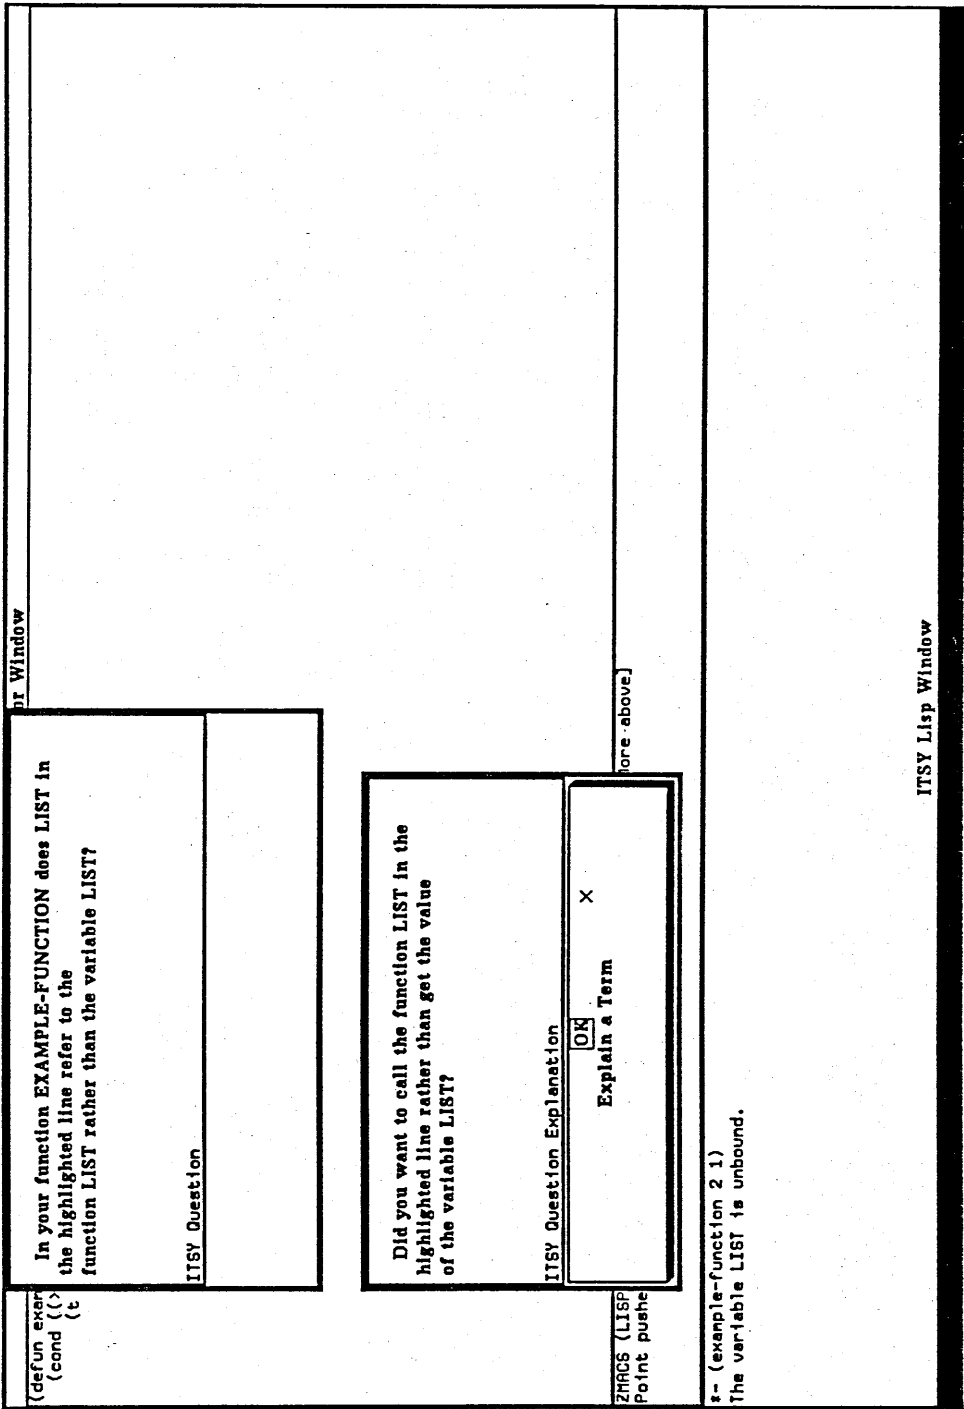 or Window
(defun exam
(cond ((>
(t
In your function EXAMPLE-FUNCTION does LIST in
the highlighted line refer to the
function LIST rather than the variable LIST?
ITSY Question
Did you want to call the function LIST in the
highlighted line rather than get the value
of the variable LIST?
ITSY Question Explanation
OK
Explain a Term
ZMACS (LISP
ore above]
Point pushe
*- (example-function 2 1)
The variable LIST is unbound.
ITSY Lisp Window